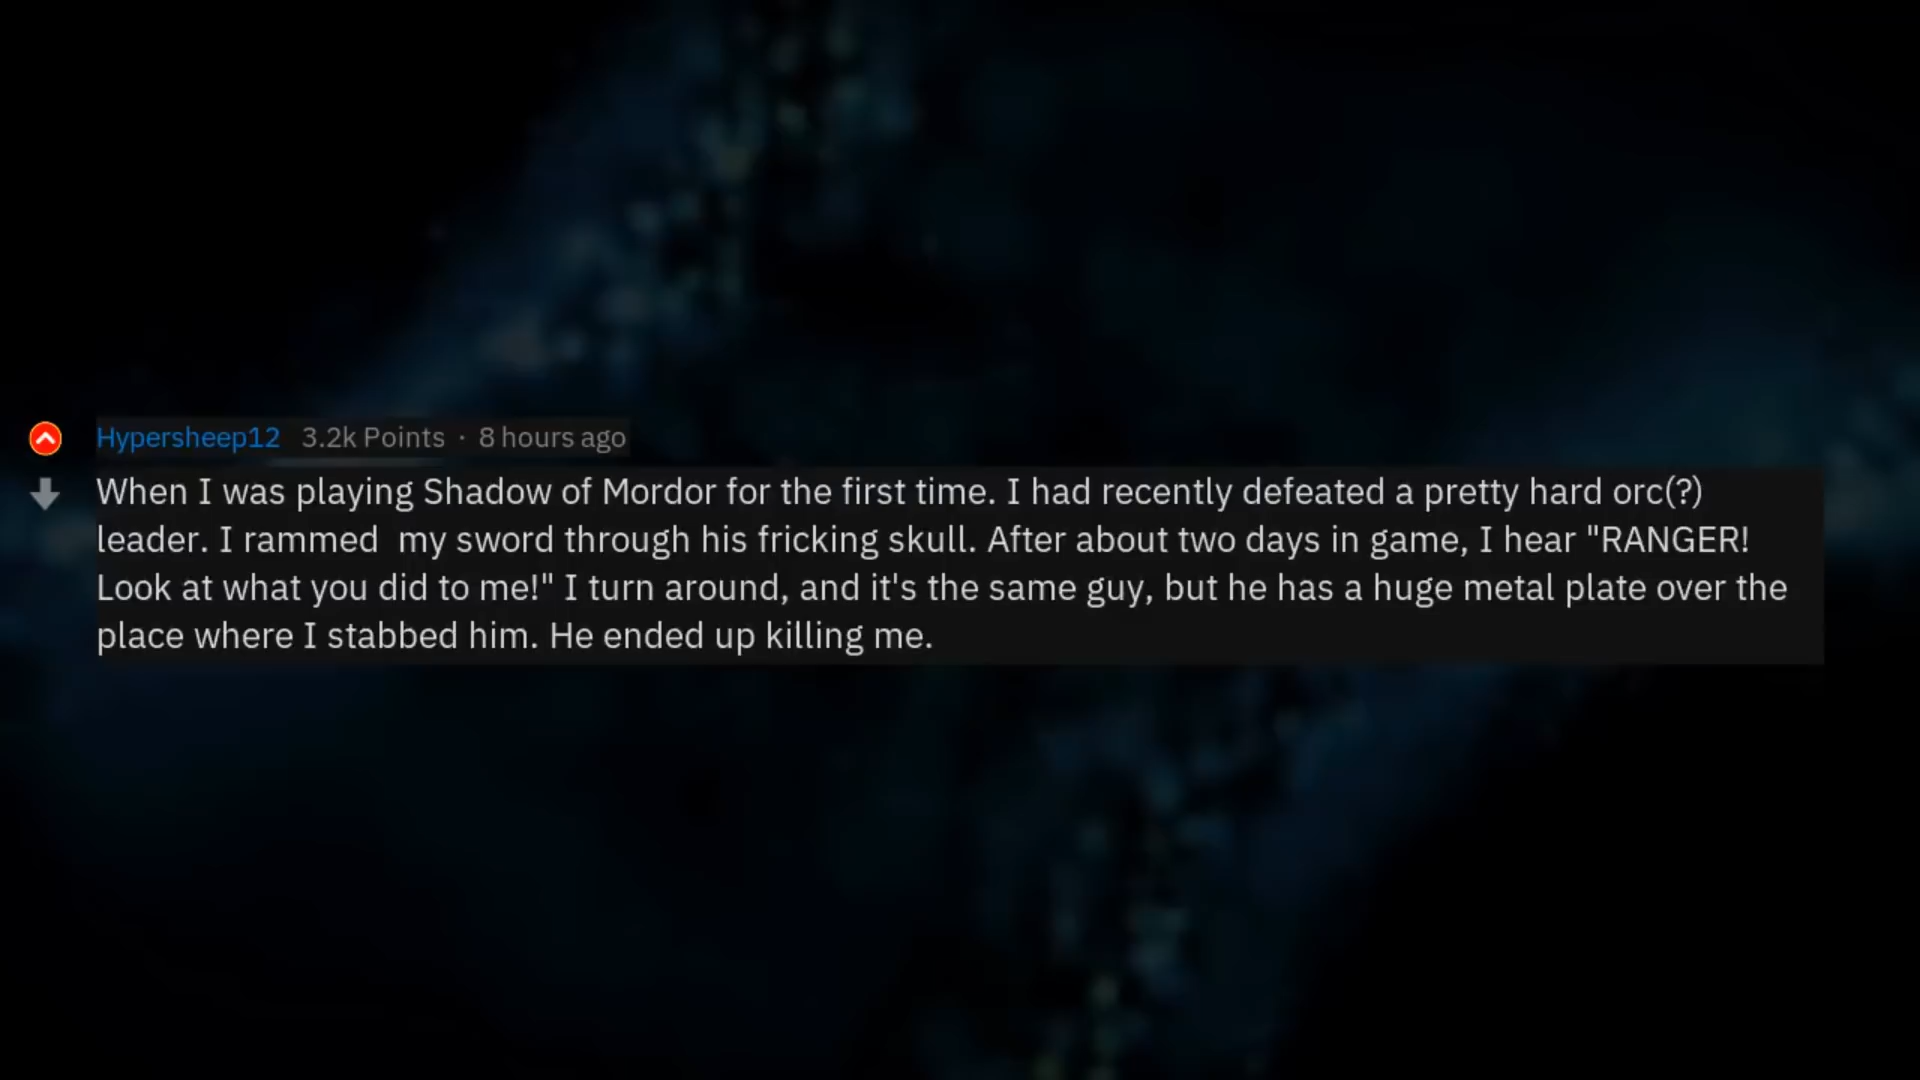 Hypersheep12 3.2k Points · 8 hours ago
When I was playing Shadow of Mordor for the first time. I had recently defeated a pretty hard orc(?)
leader. I rammed  my sword through his fricking skull. After about two days in game, I hear "RANGER!
Look at what you did to me!" I turn around, and it's the same guy, but he has a huge metal plate over the
place where I stabbed him. He ended up killing me.